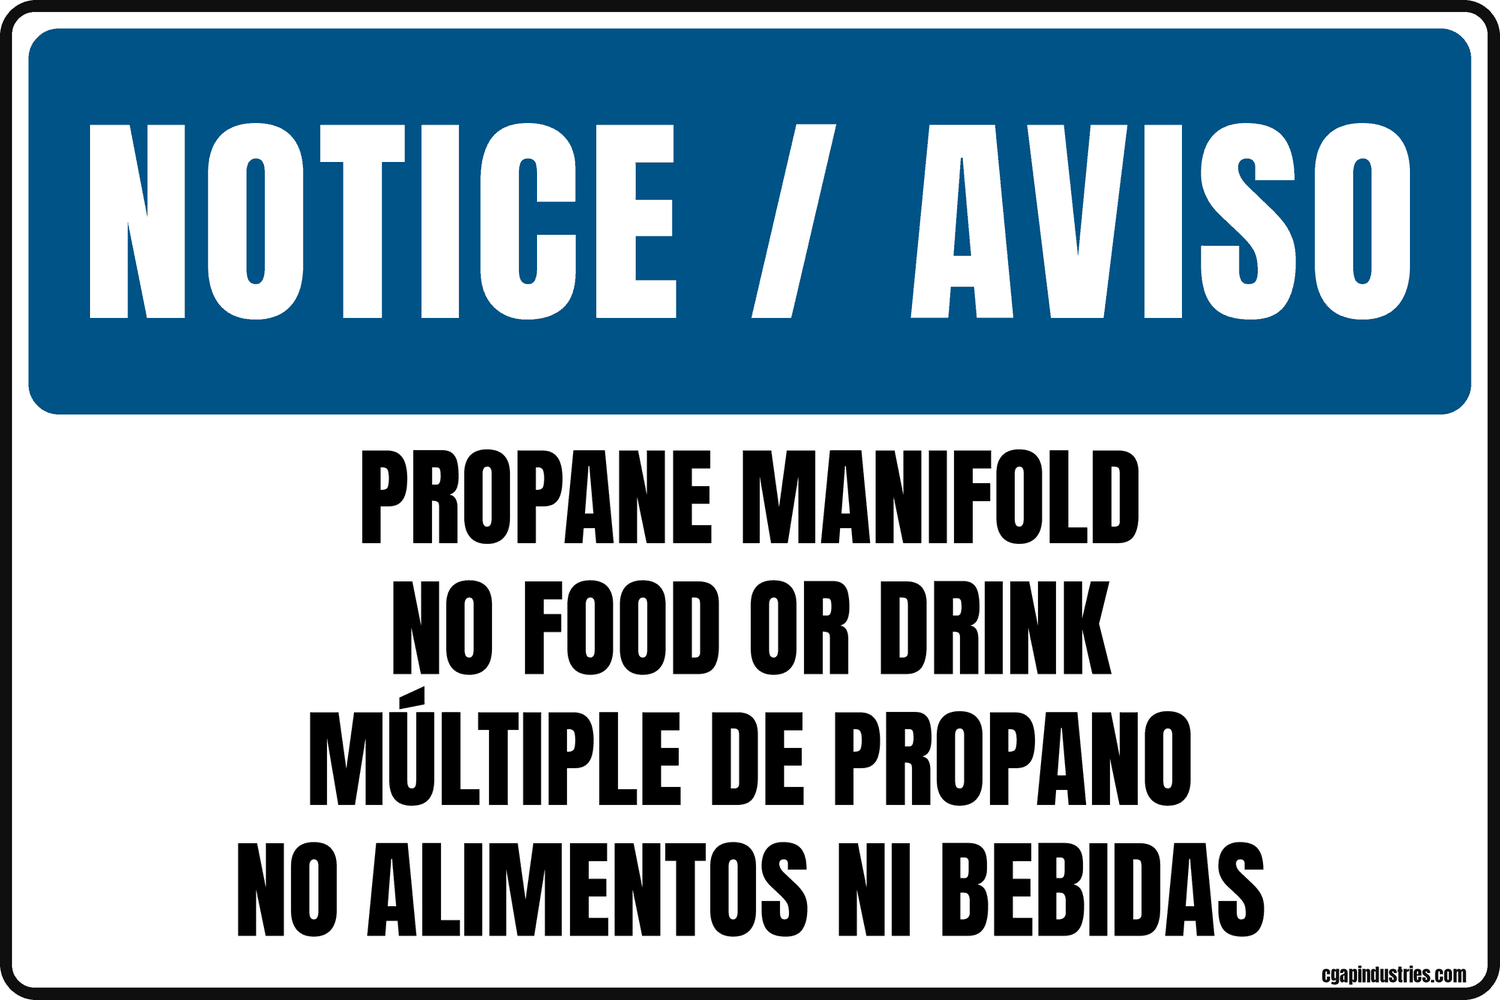 NOTICE / AVISO
PROPANE MANIFOLD
NO FOOD OR DRINK
MÚLTIPLE DE PROPANO
NO ALIMENTOS NI BEBIDAS
cgapindustries.com